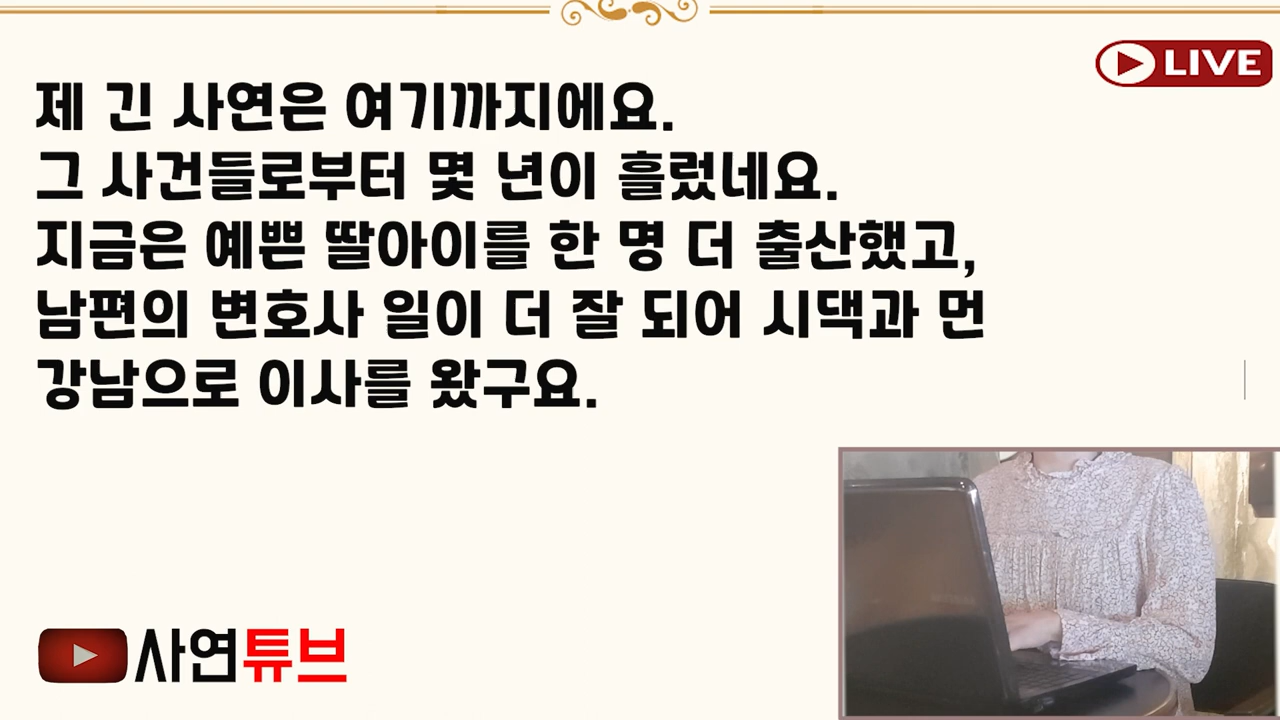 LIVE
제 긴 사연은 여기까지에요.
그 사건들로부터 몇 년이 흘렀네요.
지금은 예쁜 딸아이를 한 명 더 출산했고,
남편의 변호사 일이 더 잘 되어 시댁과 먼
강남으로 이사를 왔구요.
사연튜브